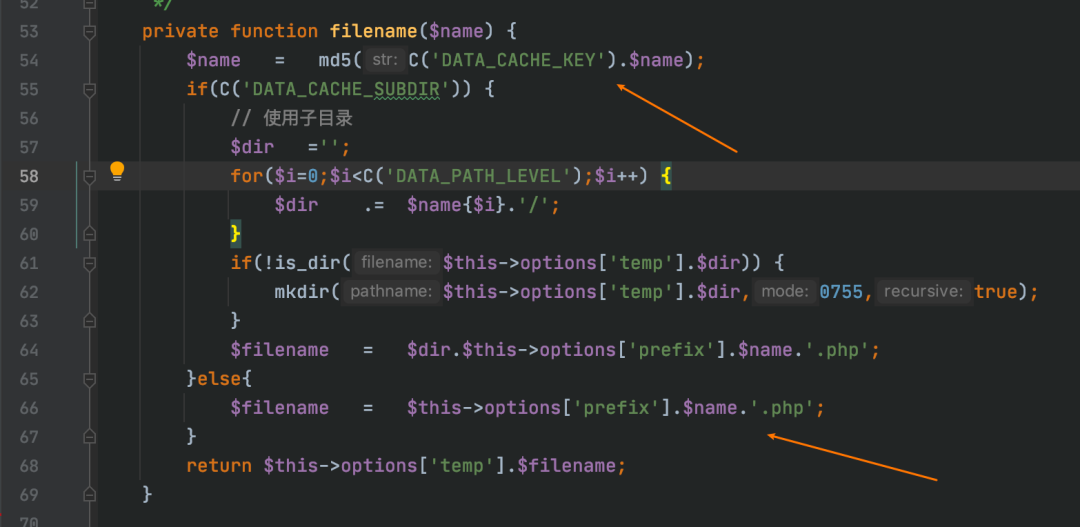 52 */
53 private function filename($name) {
54 $name = md5( str: C('DATA_CACHE_KEY').$name);
55 if(C('DATA_CACHE_SUBDIR')) {
56 // 使用子目录
57 $dir ='';
58 for($i=0;$i<C('DATA_PATH_LEVEL');$i++) {
59 $dir .= $name{$i}.'/';
60 }
61 if(!is_dir( filename: $this->options['temp'].$dir)) {
62 mkdir( pathname: $this->options['temp'].$dir, mode: 0755, recursive: true);
63 }
64 $filename = $dir.$this->options['prefix'].$name.'.php';
65 }else{
66 $filename = $this->options['prefix'].$name.'.php';
67 }
68 return $this->options['temp'].$filename;
69 }
70